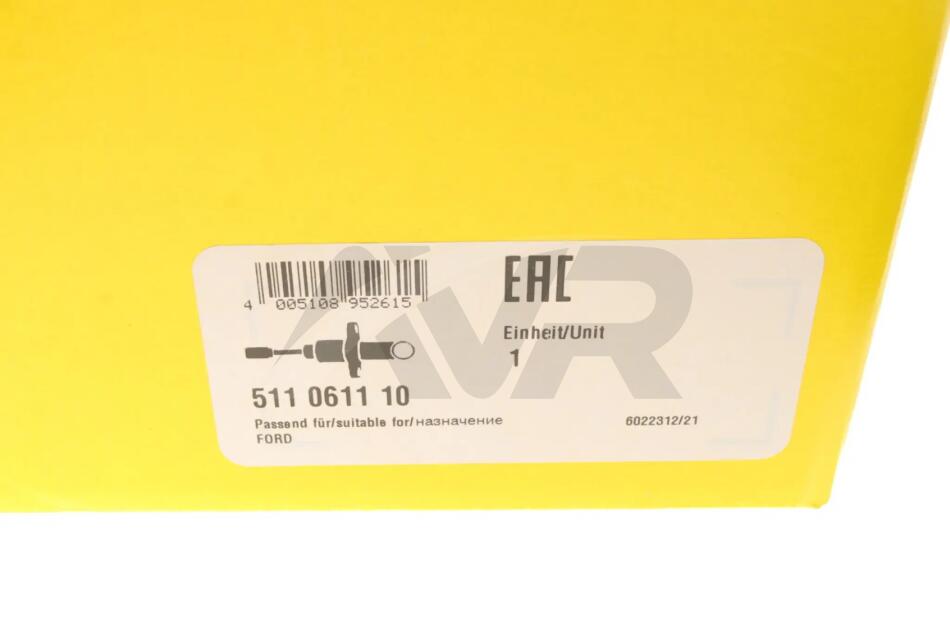 4 005108 952615
EAC
Einheit/Unit
1
511 0611 10
Passend für/suitable for/назначение
FORD
6022312/21